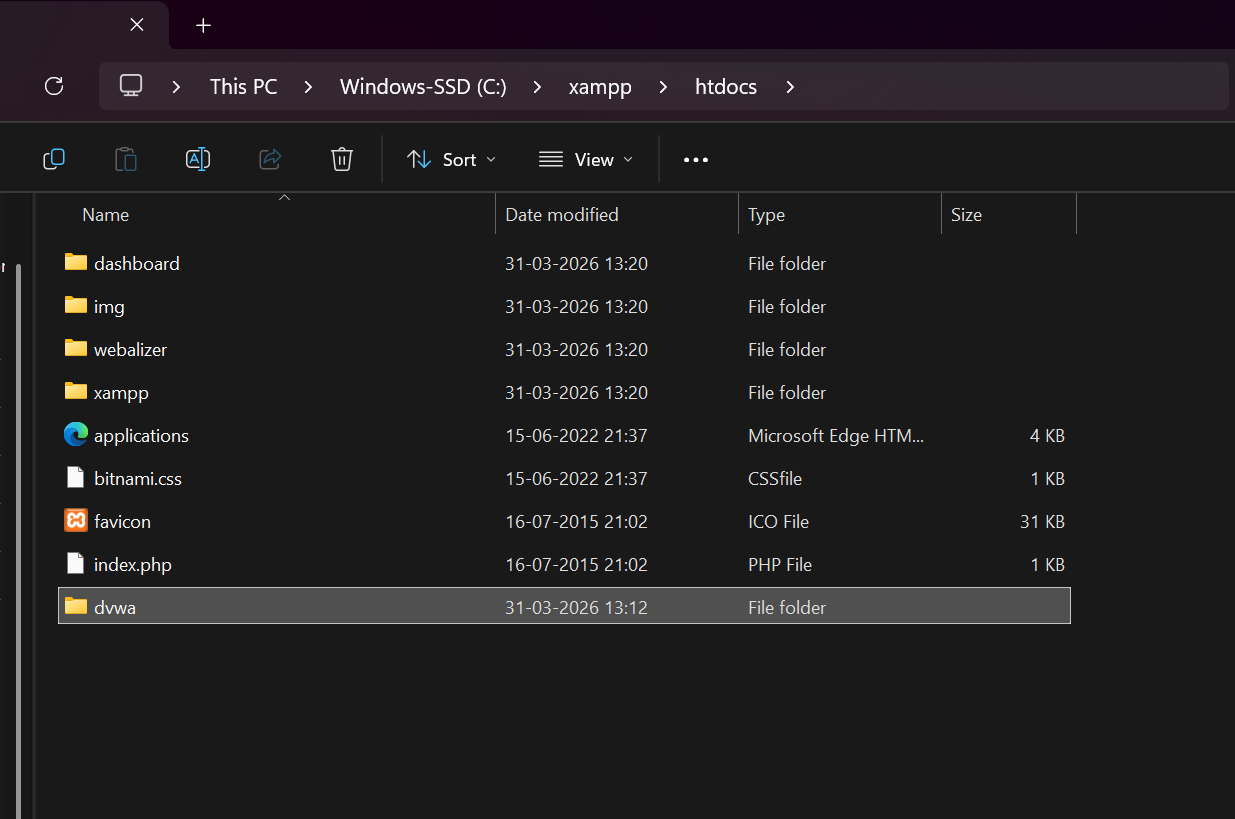 This PC > Windows-SSD (C:) > xampp > htdocs >
Sort View
Name Date modified Type Size
dashboard 31-03-2026 13:20 File folder
img 31-03-2026 13:20 File folder
webalizer 31-03-2026 13:20 File folder
xampp 31-03-2026 13:20 File folder
applications 15-06-2022 21:37 Microsoft Edge HTM... 4 KB
bitnami.css 15-06-2022 21:37 CSSfile 1 KB
favicon 16-07-2015 21:02 ICO File 31 KB
index.php 16-07-2015 21:02 PHP File 1 KB
dvwa 31-03-2026 13:12 File folder